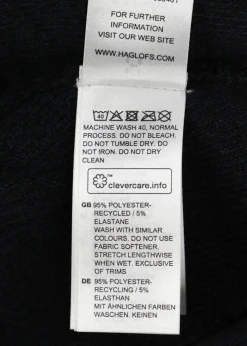 FOR FURTHER
INFORMATION
VISIT OUR WEB SITE
WWW.HAGLOFS.COM
40
MACHINE WASH 40, NORMAL
PROCESS. DO NOT BLEACH.
DO NOT TUMBLE DRY. DO
NOT IRON. DO NOT DRY
CLEAN
™
clevercare.info
GB 95% POLYESTER-
RECYCLED / 5%
ELASTANE
WASH WITH SIMILAR
COLOURS. DO NOT USE
FABRIC SOFTENER.
STRETCH LENGTHWISE
WHEN WET. EXCLUSIVE
OF TRIMS
DE 95% POLYESTER-
RECYCLING / 5%
ELASTHAN
MIT ÄHNLICHEN FARBEN
WASCHEN. KEINEN